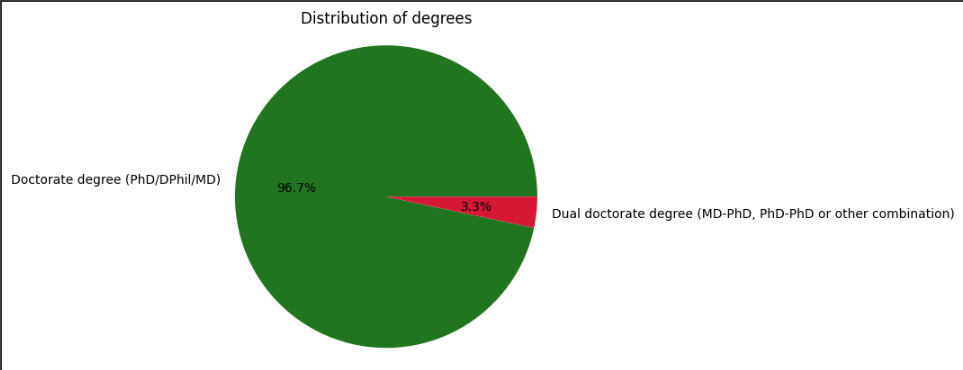 Distribution of degrees
Doctorate degree (PhD/DPhil/MD)
96.7%
3.3%
Dual doctorate degree (MD-PhD, PhD-PhD or other combination)